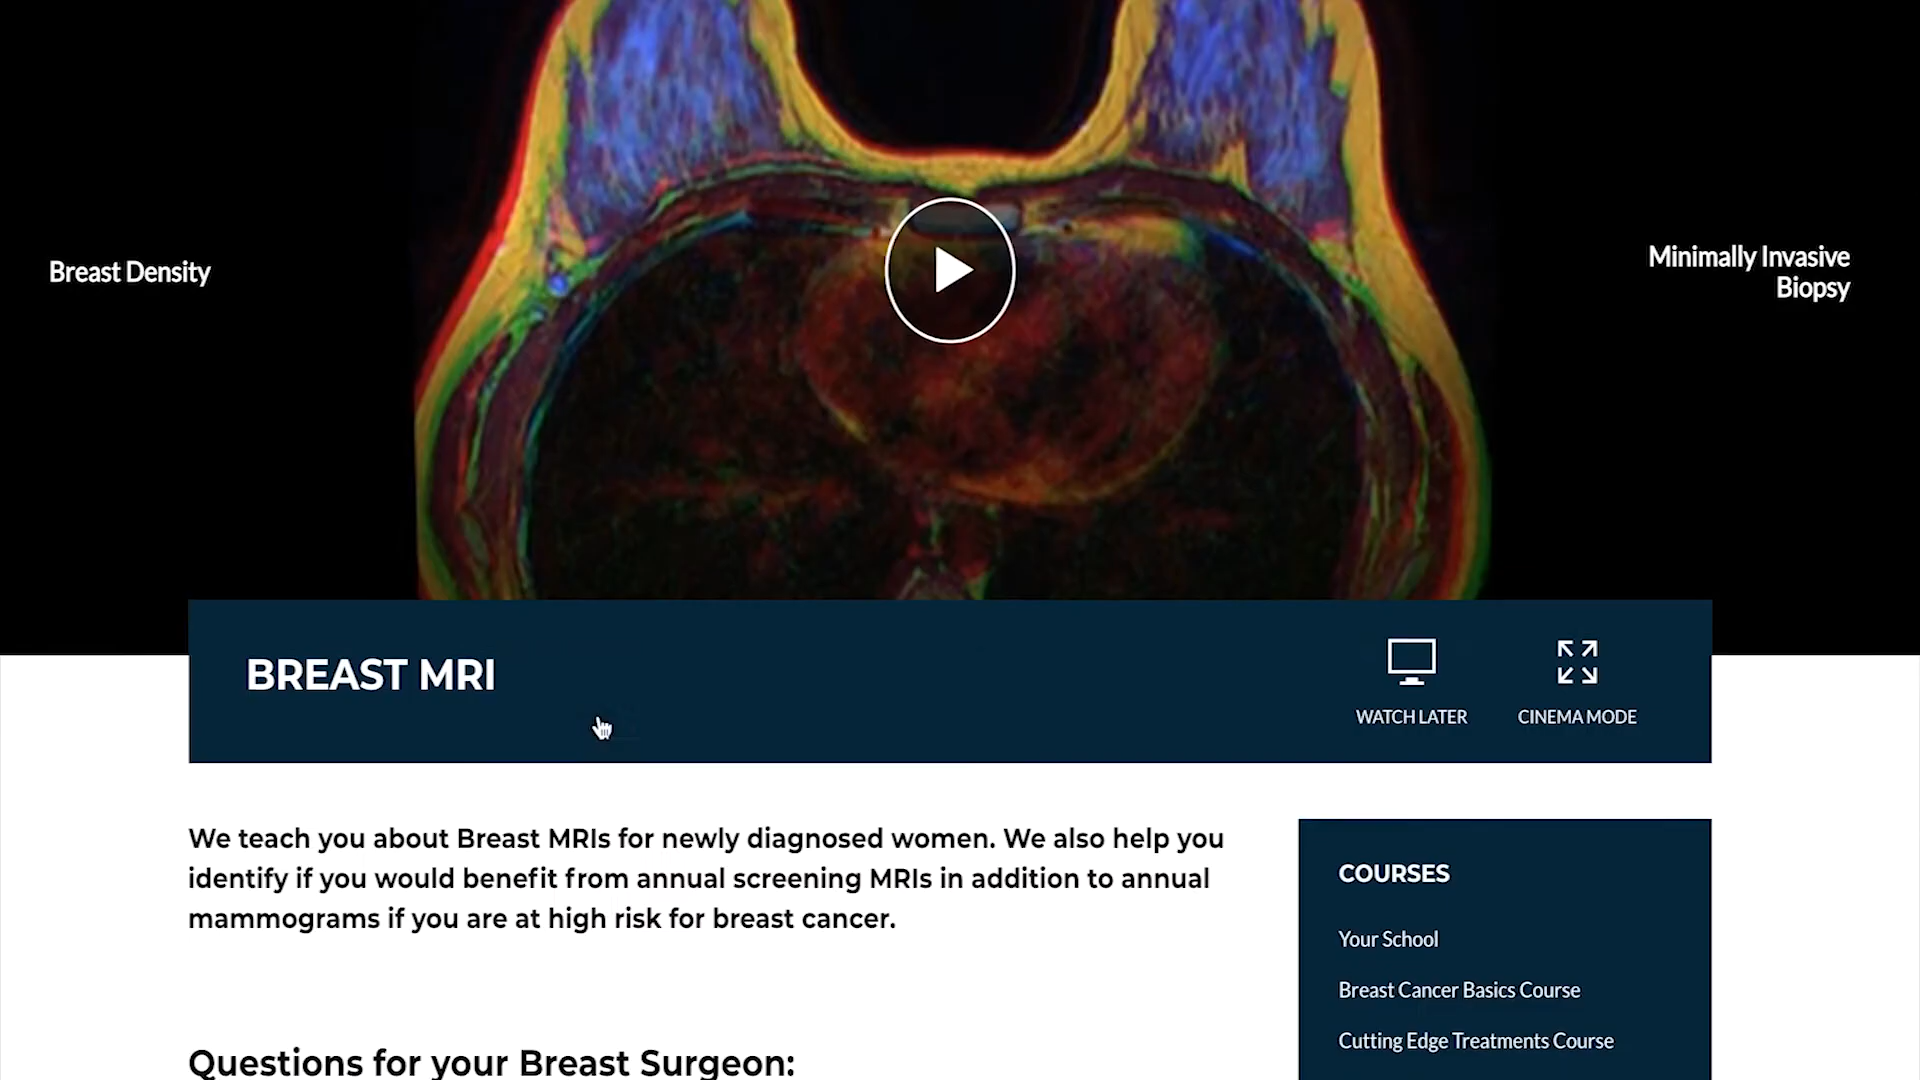 Breast Density
Minimally Invasive
Biopsy
BREAST MRI
WATCH LATER
CINEMA MODE
We teach you about Breast MRIs for newly diagnosed women. We also help you
identify if you would benefit from annual screening MRIs in addition to annual
mammograms if you are at high risk for breast cancer.
Questions for your Breast Surgeon:
COURSES
Your School
Breast Cancer Basics Course
Cutting Edge Treatments Course